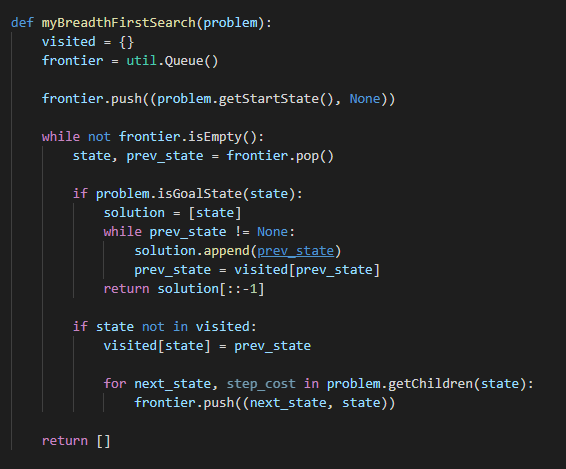 def myBreadthFirstSearch(problem):
    visited = {}
    frontier = util.Queue()

    frontier.push((problem.getStartState(), None))

    while not frontier.isEmpty():
        state, prev_state = frontier.pop()

        if problem.isGoalState(state):
            solution = [state]
            while prev_state != None:
                solution.append(prev_state)
                prev_state = visited[prev_state]
            return solution[::-1]

        if state not in visited:
            visited[state] = prev_state

            for next_state, step_cost in problem.getChildren(state):
                frontier.push((next_state, state))

    return []